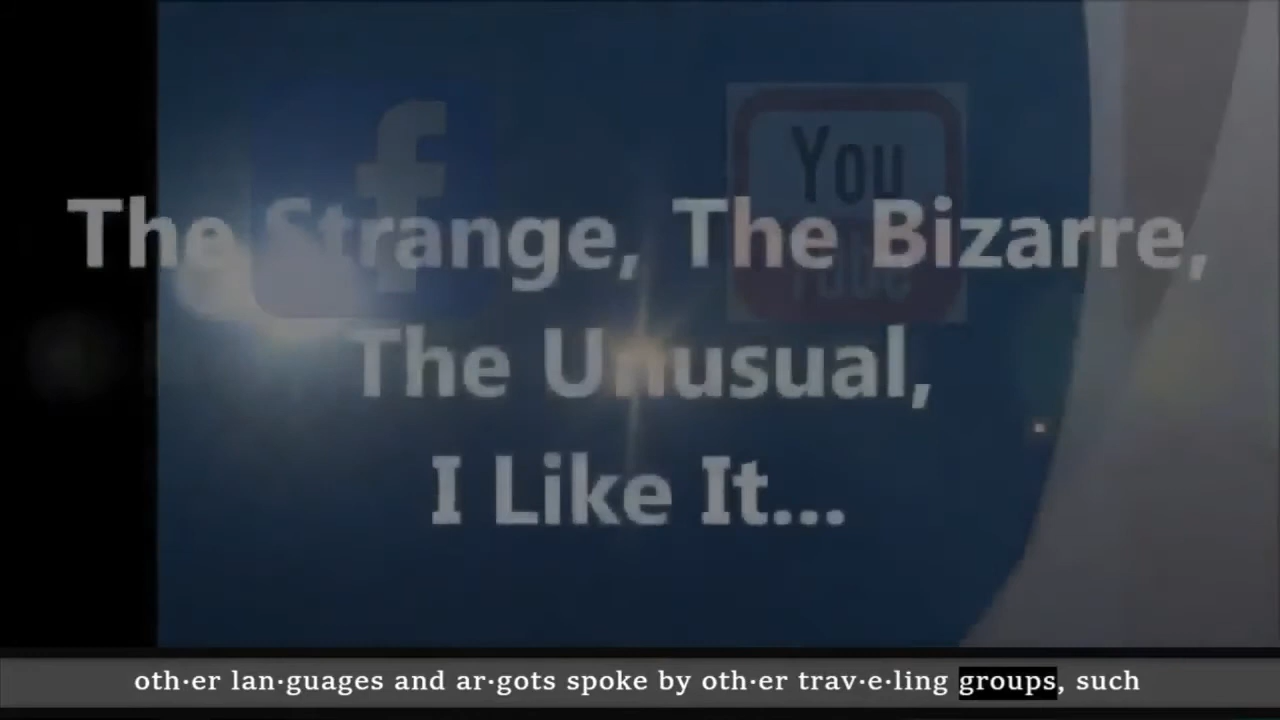 f
You
Tube
The Strange, The Bizarre,
The Unusual,
I Like It...
oth·er lan·guages and ar·gots spoke by oth·er trav·e·ling groups, such